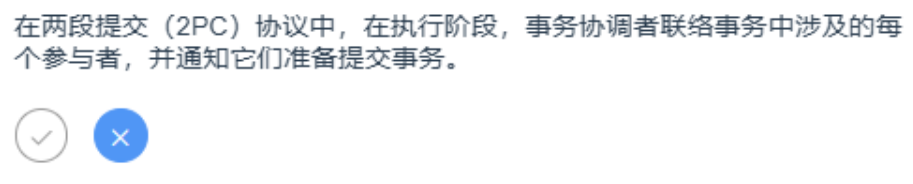 在两段提交（2PC）协议中，在执行阶段，事务协调者联络事务中涉及的每
个参与者，并通知它们准备提交事务。